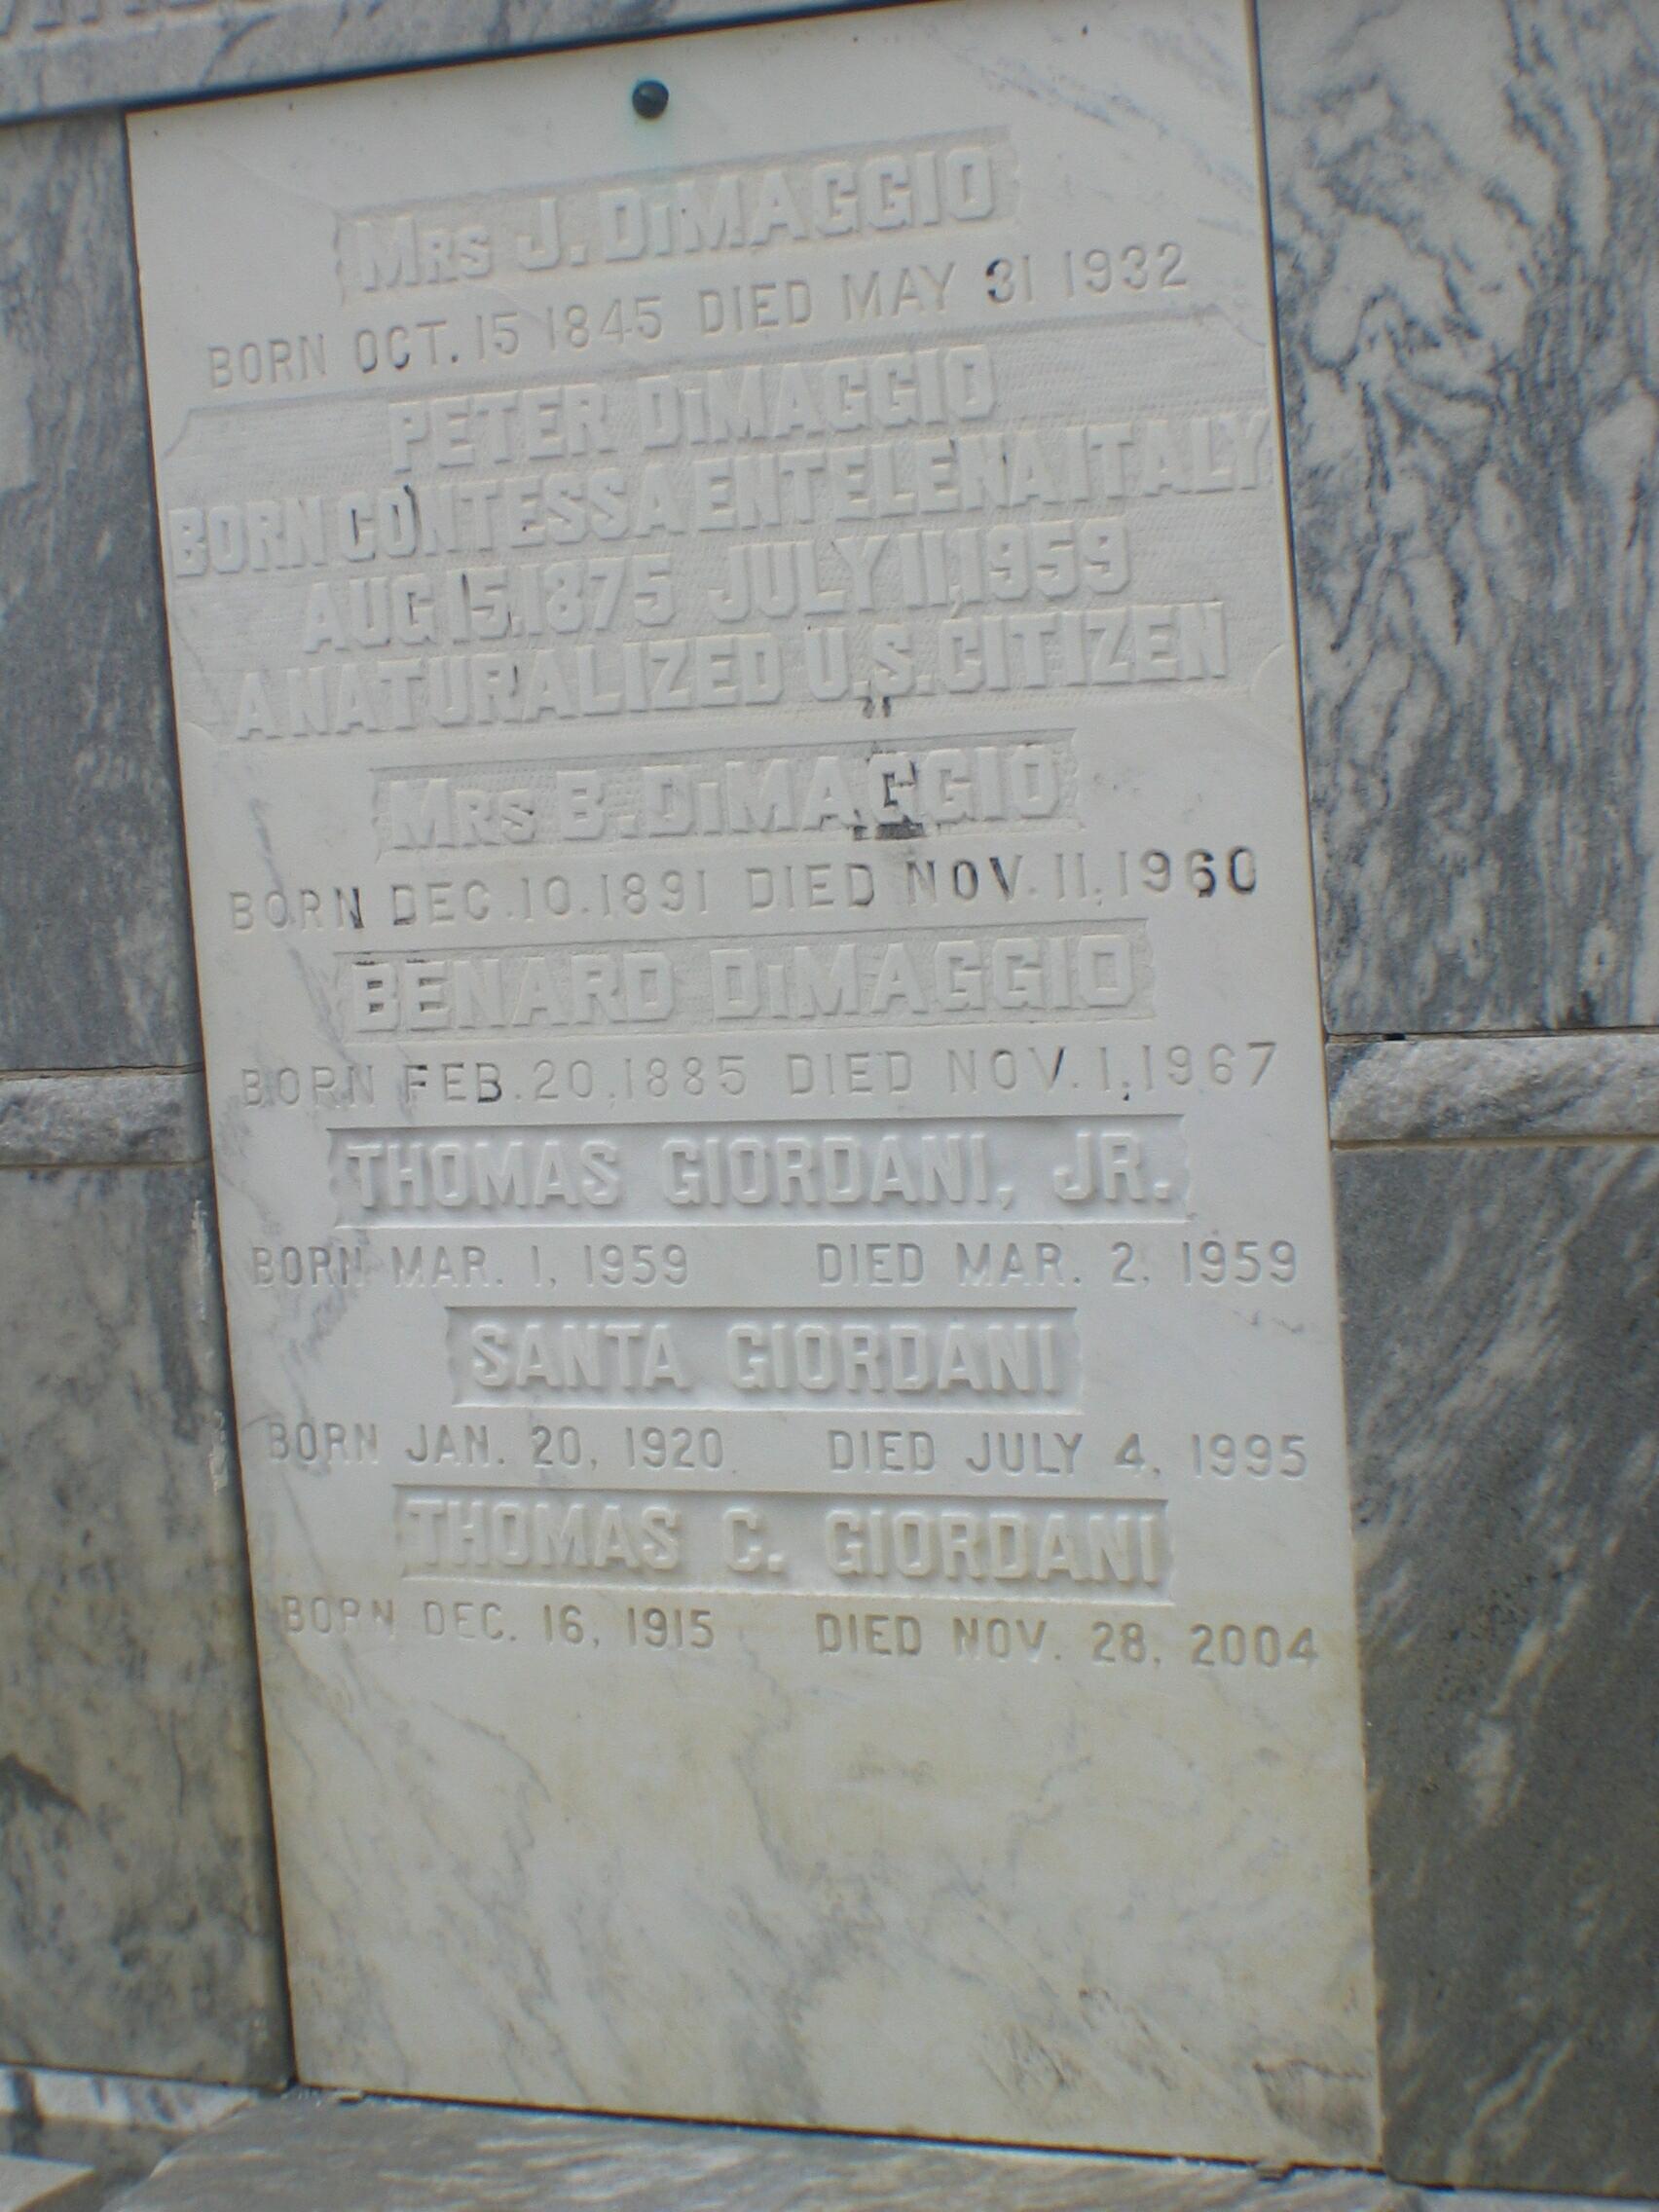 Mrs J. DiMAGGIO
BORN OCT. 15 1845 DIED MAY 31 1932
PETER DiMAGGIO
BORN CONTESSA ENTELENA ITALY
AUG 15, 1875 JULY 11, 1959
A NATURALIZED U.S. CITIZEN
Mrs B. DiMAGGIO
BORN DEC. 10. 1891 DIED NOV. 11, 1960
BENARD DiMAGGIO
BORN FEB. 20, 1885 DIED NOV. 1, 1967
THOMAS GIORDANI, JR.
BORN MAR. 1, 1959 DIED MAR. 2, 1959
SANTA GIORDANI
BORN JAN. 20, 1920 DIED JULY 4, 1995
THOMAS C. GIORDANI
BORN DEC. 16, 1915 DIED NOV. 28, 2004